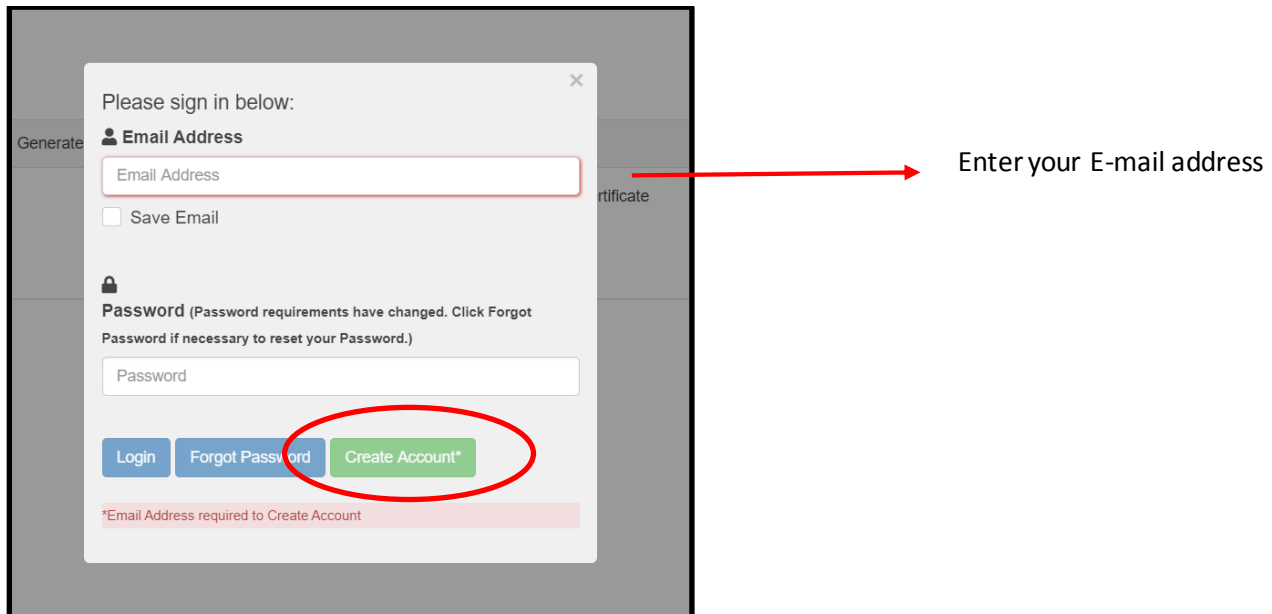 ×
Please sign in below:
Generate
Email Address
Email Address
Enter your E-mail address
rtificate
Save Email
Password (Password requirements have changed. Click Forgot
Password if necessary to reset your Password.)
Password
Login Forgot Password Create Account*
*Email Address required to Create Account